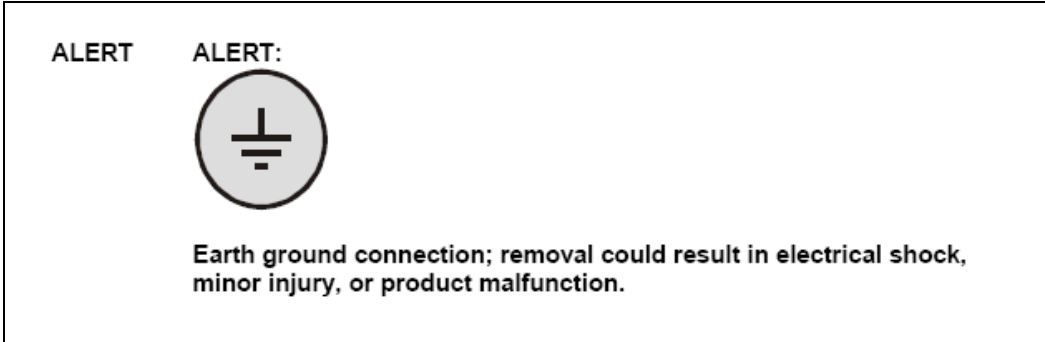 ALERT ALERT:
Earth ground connection; removal could result in electrical shock,
minor injury, or product malfunction.